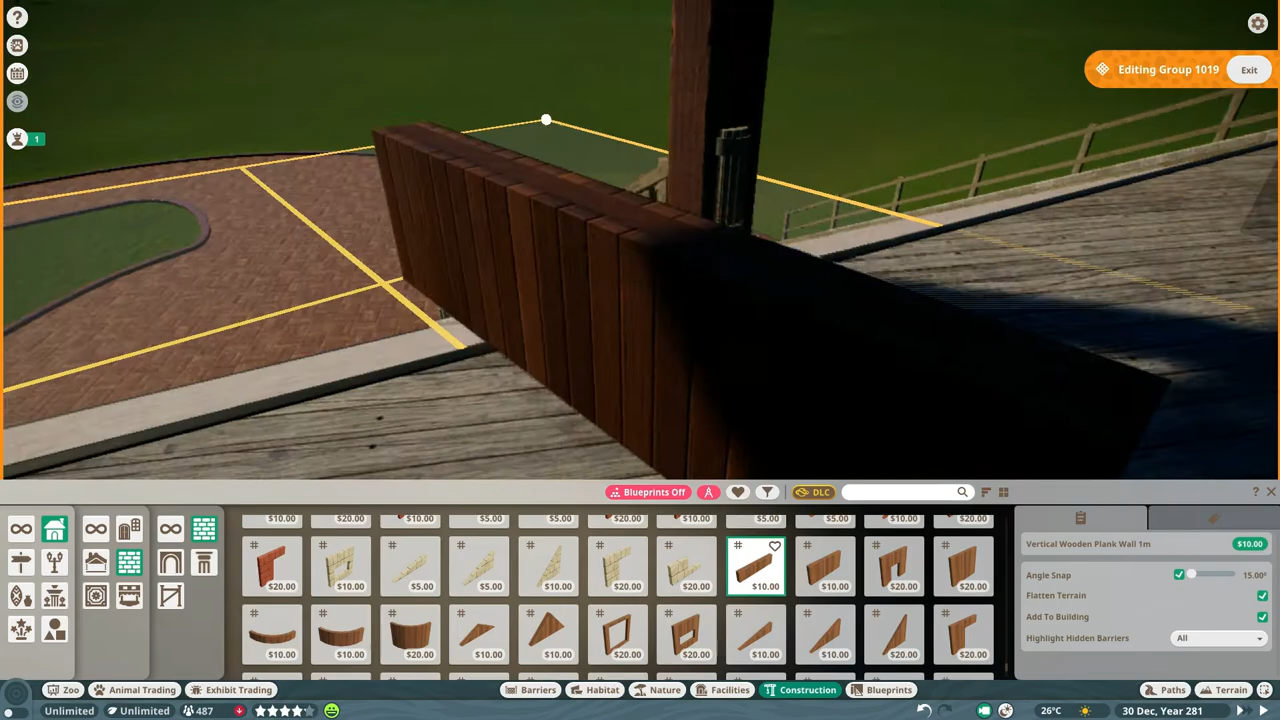 ?
Editing Group 1019
Exit
1
Blueprints Off
DLC
? ×
$10.00 $20.00 $10.00 $5.00 $5.00 $20.00 $10.00 $5.00 $10.00 $20.00 $20.00
$20.00 $10.00 $5.00 $10.00 $10.00 $20.00 $20.00 $10.00 $10.00 $20.00 $20.00
$10.00 $10.00 $20.00 $10.00 $10.00 $20.00 $20.00 $10.00 $10.00 $10.00 $20.00
Vertical Wooden Plank Wall 1m $10.00
Angle Snap 15.00°
Flatten Terrain
Add To Building
Highlight Hidden Barriers All
Zoo Animal Trading Exhibit Trading Barriers Habitat Nature Facilities Construction Blueprints Paths Terrain
Unlimited Unlimited 487 26°C 30 Dec, Year 281